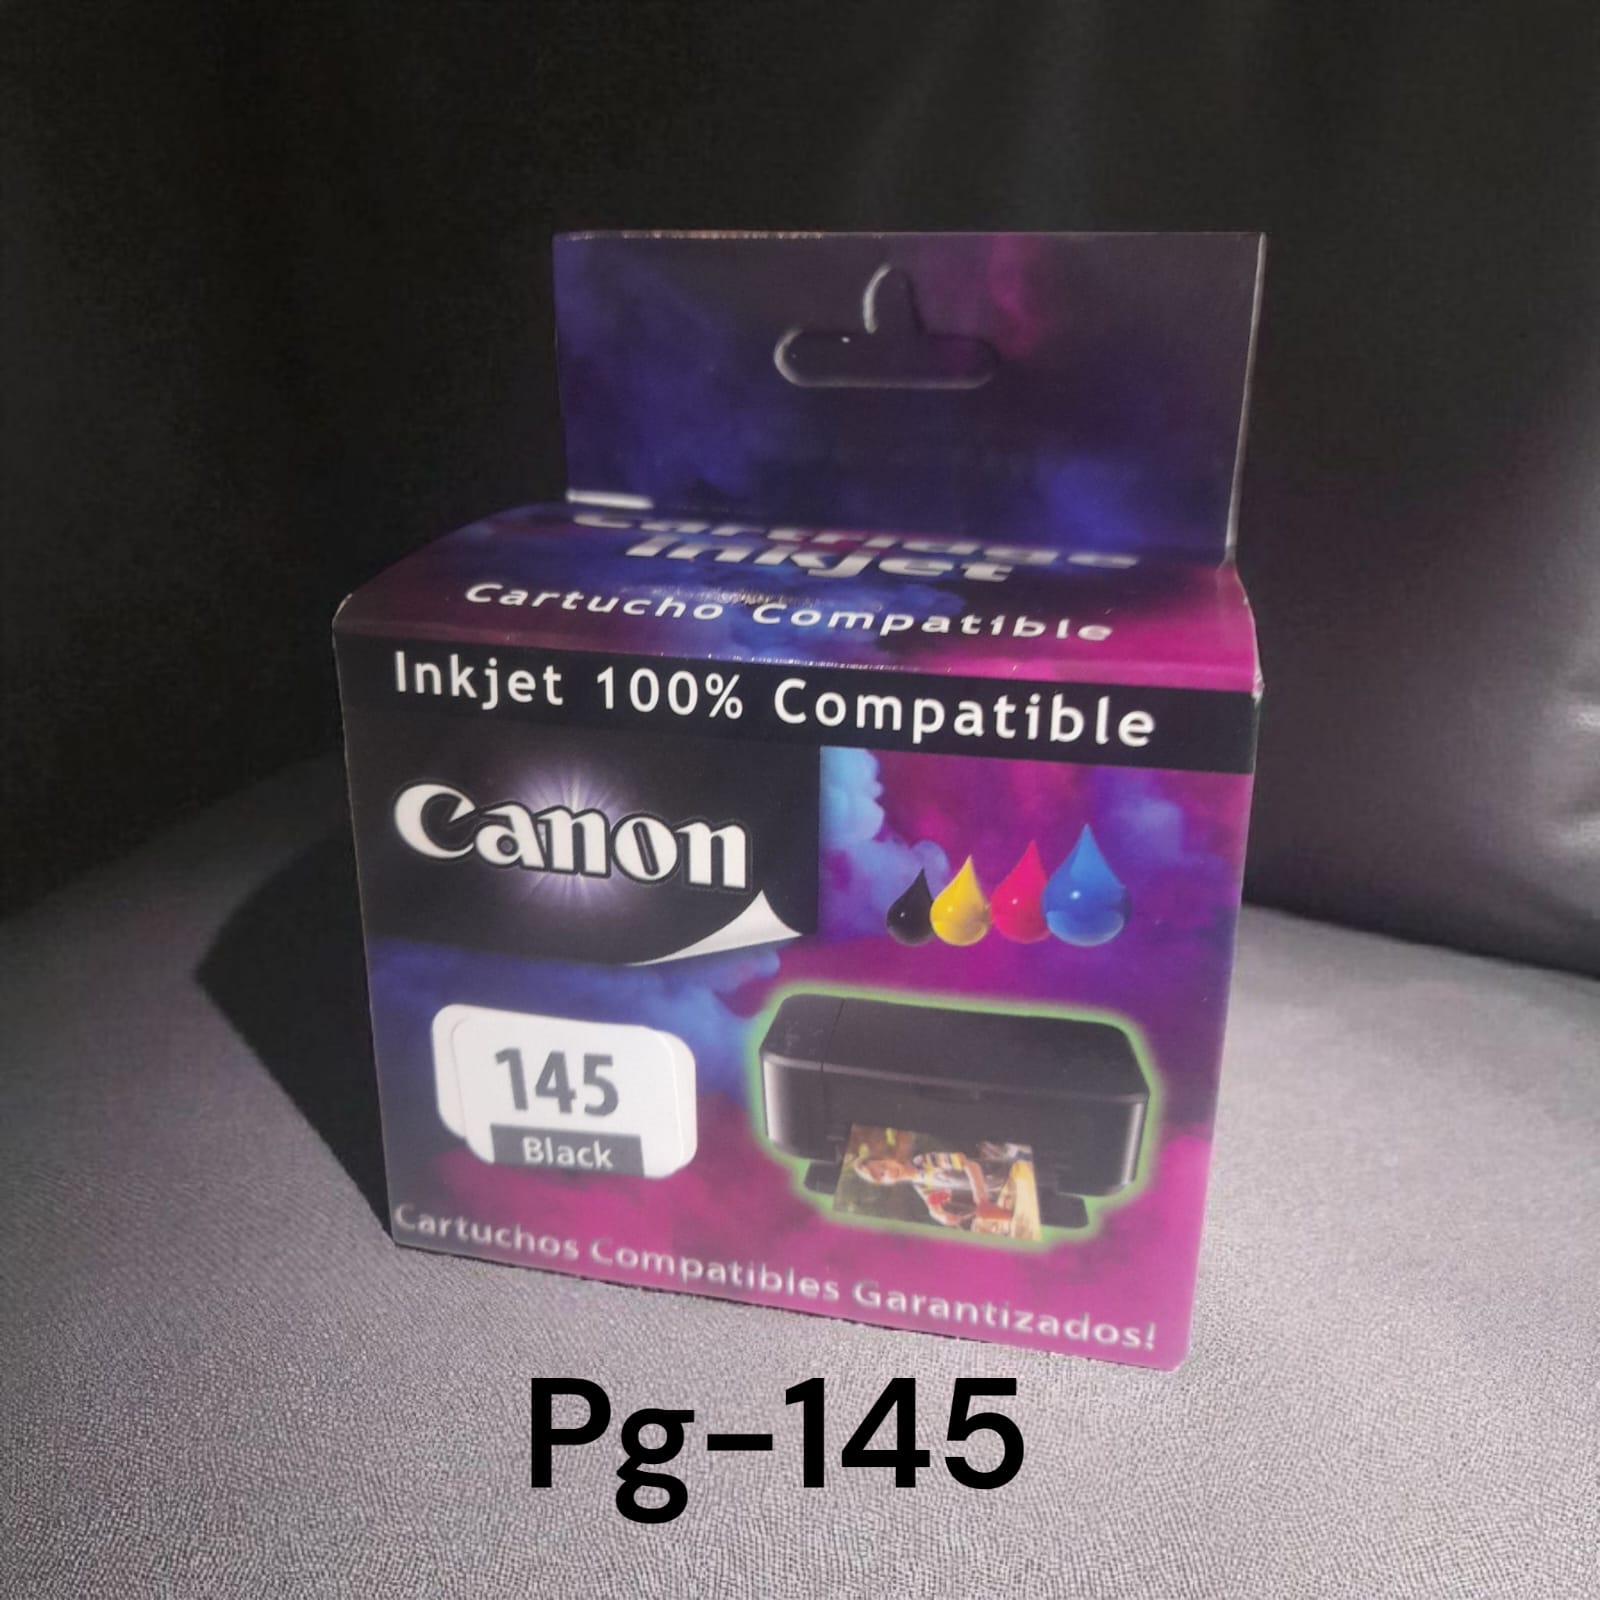 Cartridge
Inkjet
Cartucho Compatible
Inkjet 100% Compatible
Canon
145
Black
Cartuchos Compatibles Garantizados!
Pg-145